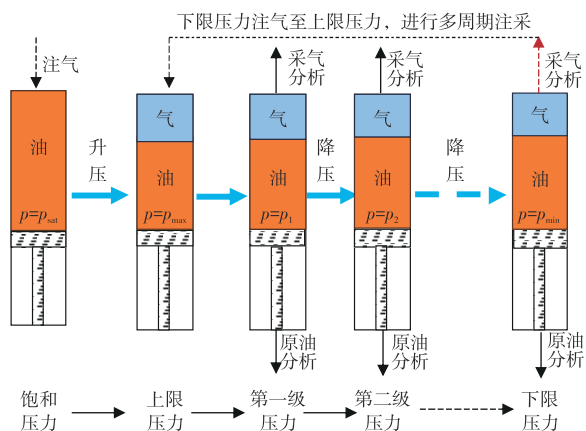 下限压力注气至上限压力，进行多周期注采
注气
采气
分析
采气
分析
采气
分析
油
升
压
气
油
气
油
降
压
气
油
降
压
气
油
p=psat
p=pmax
p=p1
p=p2
p=pmin
原油
分析
原油
分析
原油
分析
饱和
压力
上限
压力
第一级
压力
第二级
压力
下限
压力